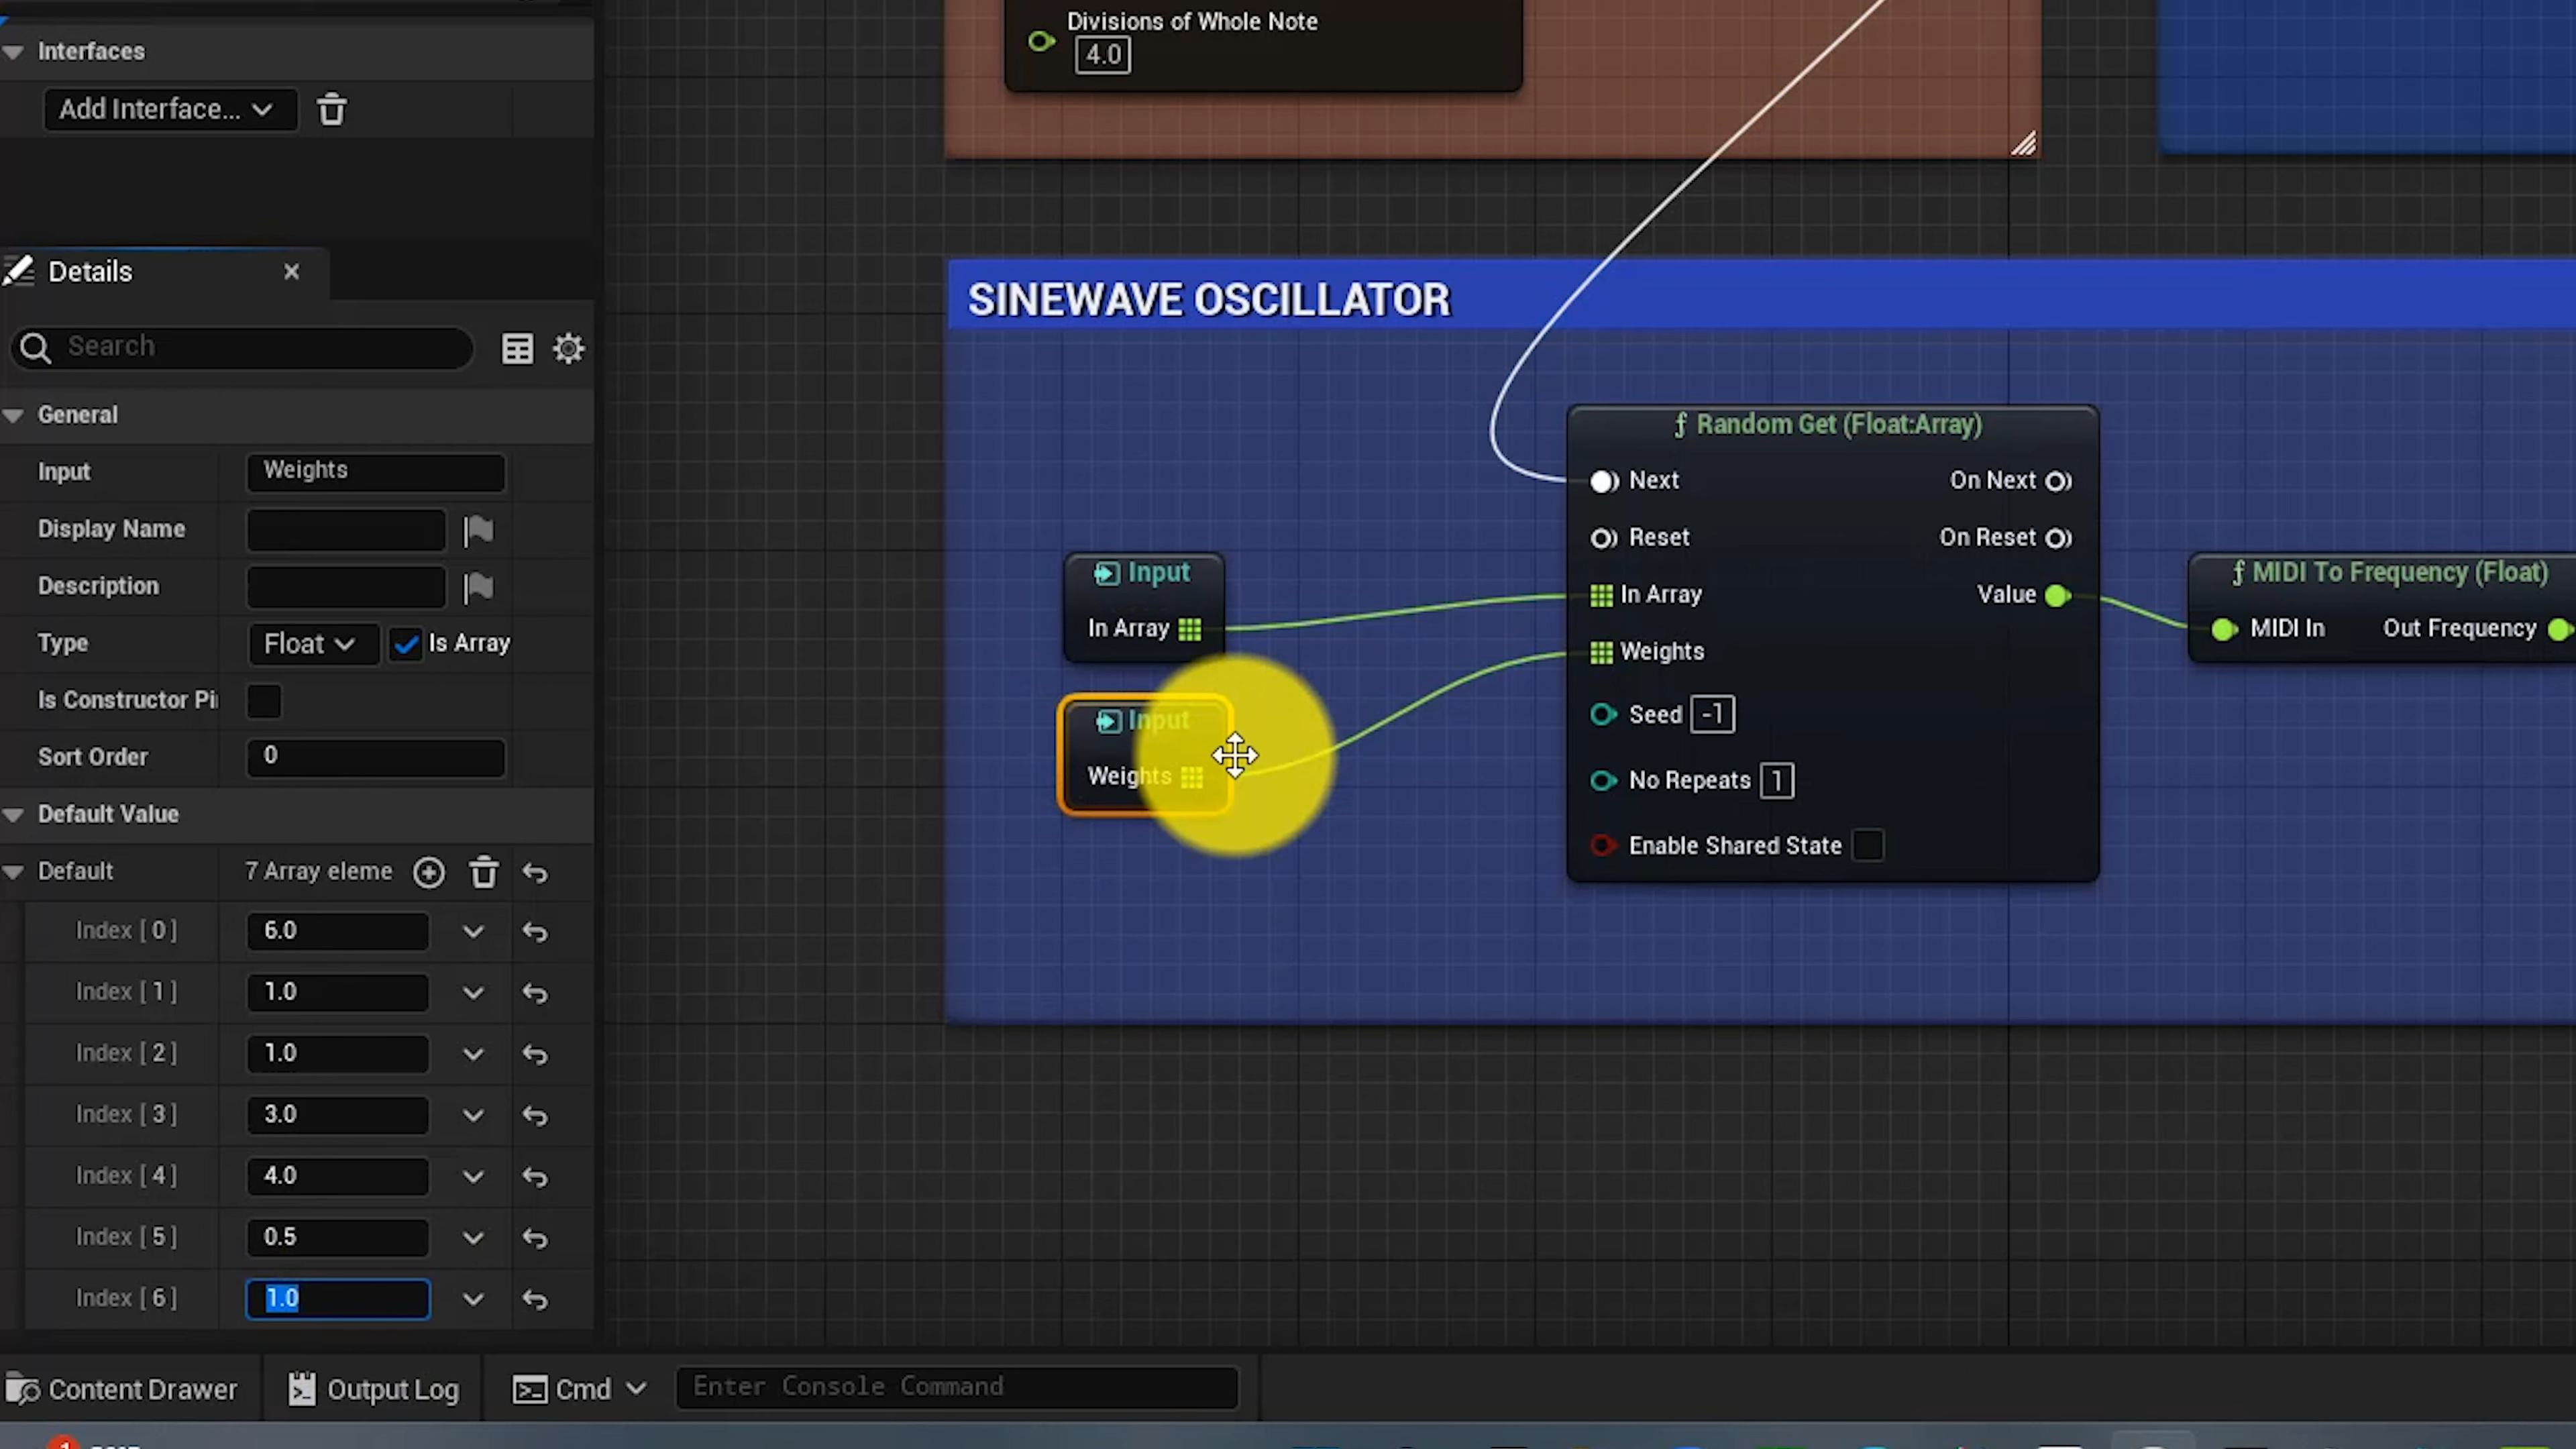 Interfaces
Add Interface...
Details
Search
General
Input
Weights
Display Name
Description
Type
Float
Is Array
Is Constructor Pi
Sort Order
0
Default Value
Default
7 Array eleme
Index [ 0 ]
6.0
Index [ 1 ]
1.0
Index [ 2 ]
1.0
Index [ 3 ]
3.0
Index [ 4 ]
4.0
Index [ 5 ]
0.5
Index [ 6 ]
1.0
Divisions of Whole Note
4.0
SINEWAVE OSCILLATOR
Input
In Array
Input
Weights
Random Get (Float:Array)
Next
On Next
Reset
On Reset
In Array
Value
Weights
Seed -1
No Repeats 1
Enable Shared State
MIDI To Frequency (Float)
MIDI In
Out Frequency
Content Drawer
Output Log
Cmd
Enter Console Command